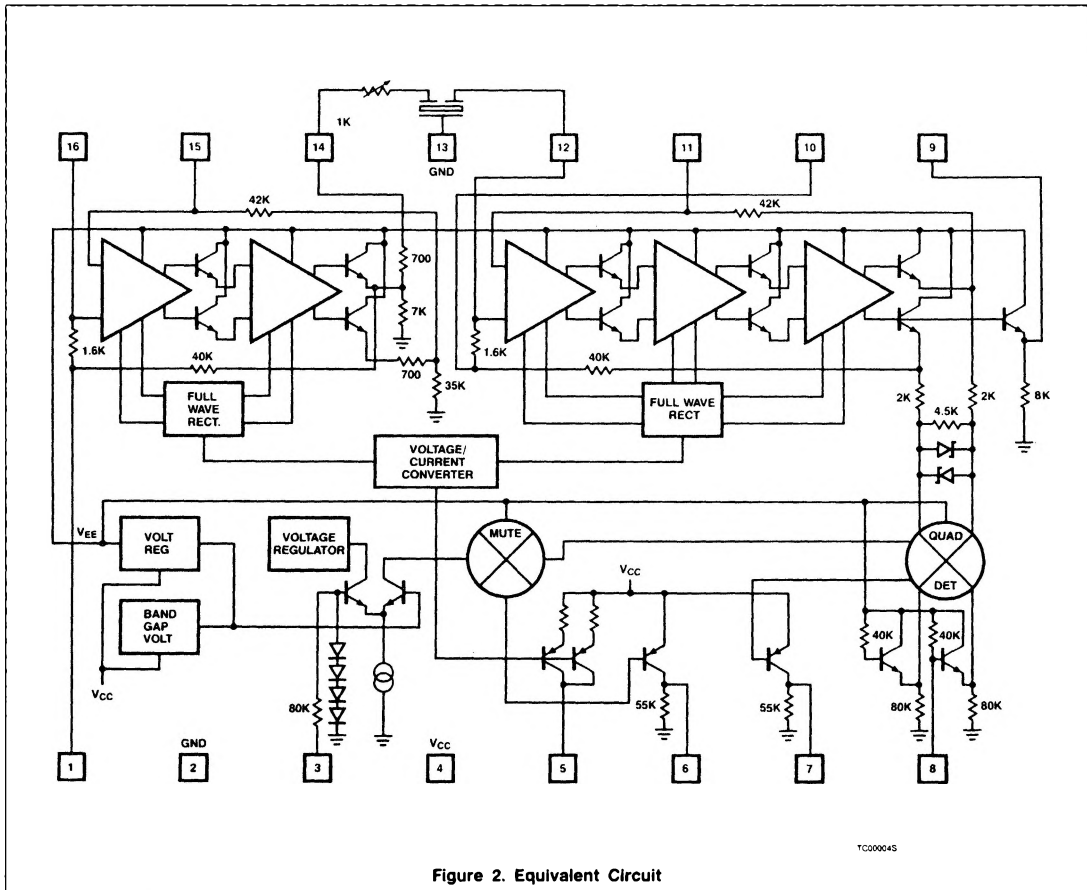 1K
16
15
14
13
12
11
10
9
GND
42K
42K
700
7K
1.6K
40K
700
35K
1.6K
40K
2K
2K
8K
4.5K
FULL
WAVE
RECT.
FULL WAVE
RECT
VOLTAGE/
CURRENT
CONVERTER
VEE
VOLT
REG
VOLTAGE
REGULATOR
MUTE
QUAD
DET
VCC
BAND
GAP
VOLT
40K
40K
VCC
80K
55K
55K
80K
80K
GND
VCC
1
2
3
4
5
6
7
8
TC00004S
Figure 2. Equivalent Circuit